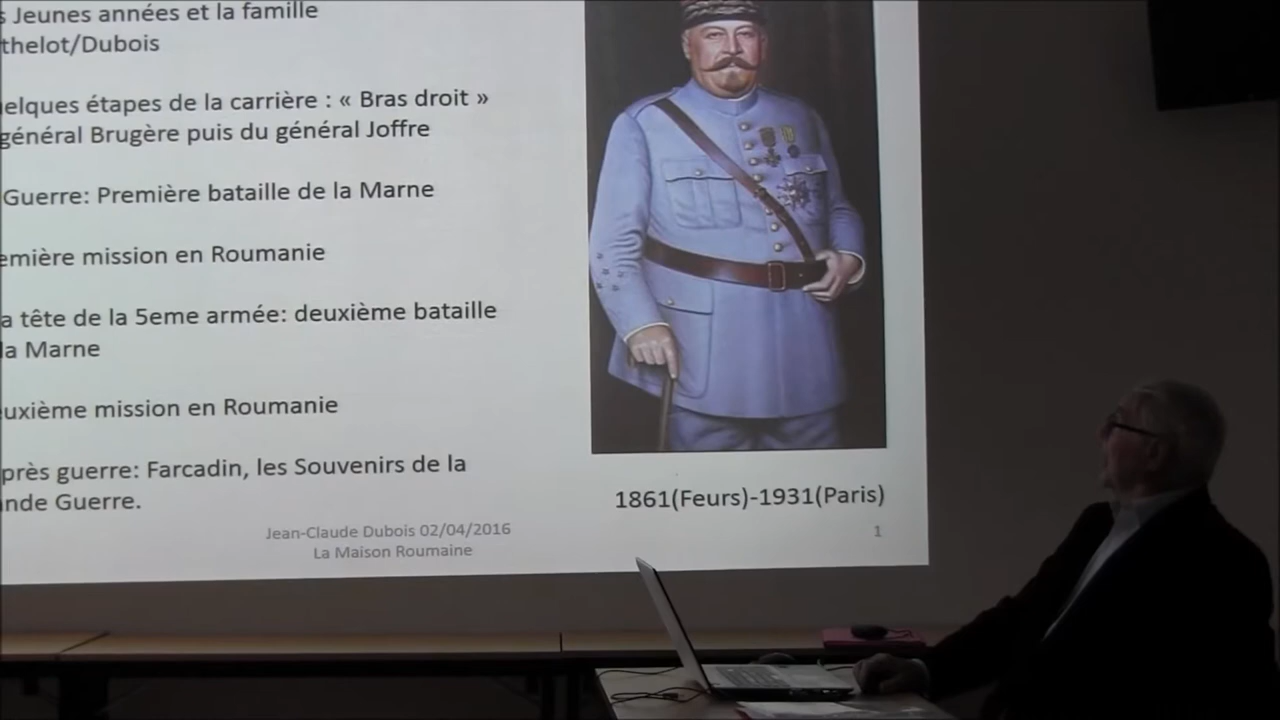 s Jeunes années et la famille
thelot/Dubois
elques étapes de la carrière : « Bras droit »
général Brugère puis du général Joffre
Guerre: Première bataille de la Marne
emière mission en Roumanie
a tête de la 5eme armée: deuxième bataille
la Marne
uxième mission en Roumanie
près guerre: Farcadin, les Souvenirs de la
nde Guerre.
1861(Feurs)-1931(Paris)
Jean-Claude Dubois 02/04/2016
La Maison Roumaine
1